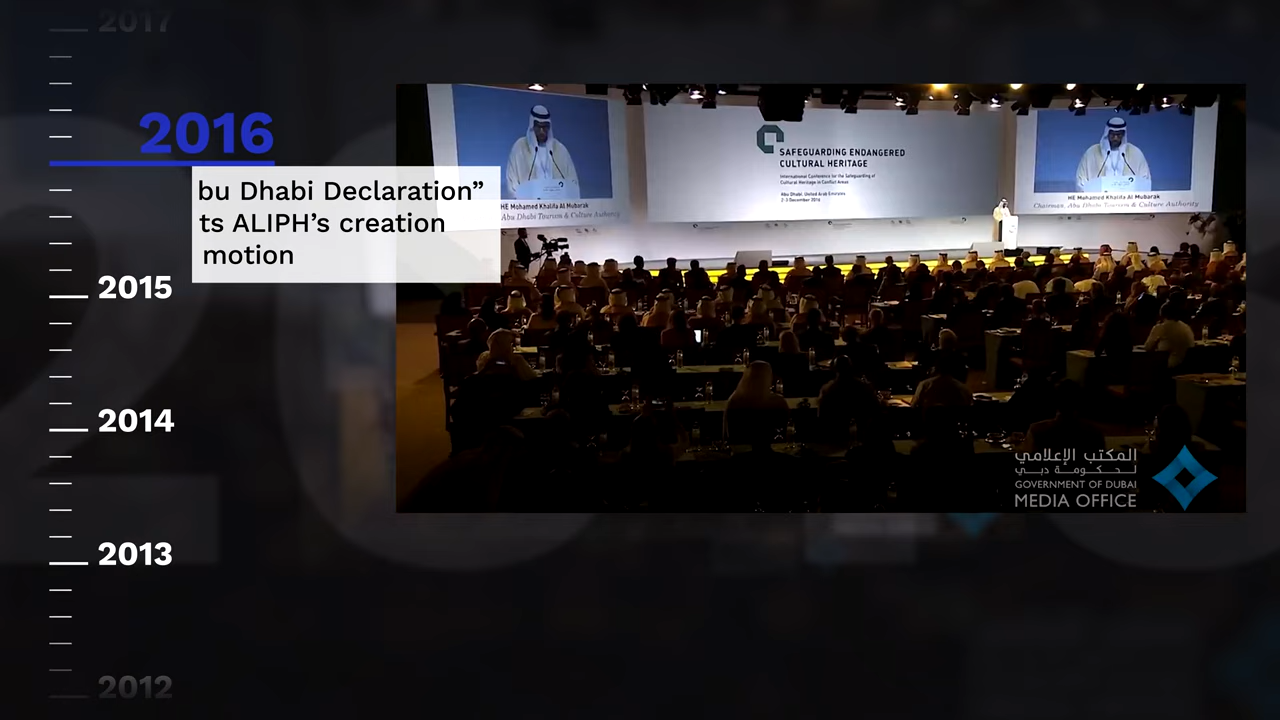 2017
2016
bu Dhabi Declaration”
ts ALIPH’s creation
motion
2015
2014
2013
2012
SAFEGUARDING ENDANGERED
CULTURAL HERITAGE
International Conference for the Safeguarding of
Cultural Heritage in Conflict Areas
Abu Dhabi, United Arab Emirates
2-3 December 2016
HE Mohamed Khalifa Al Mubarak
Abu Dhabi Tourism & Culture Authority
HE Mohamed Khalifa Al Mubarak
Chairman, Abu Dhabi Tourism & Culture Authority
المكتب الإعلامي
لحكومة دبي
GOVERNMENT OF DUBAI
MEDIA OFFICE